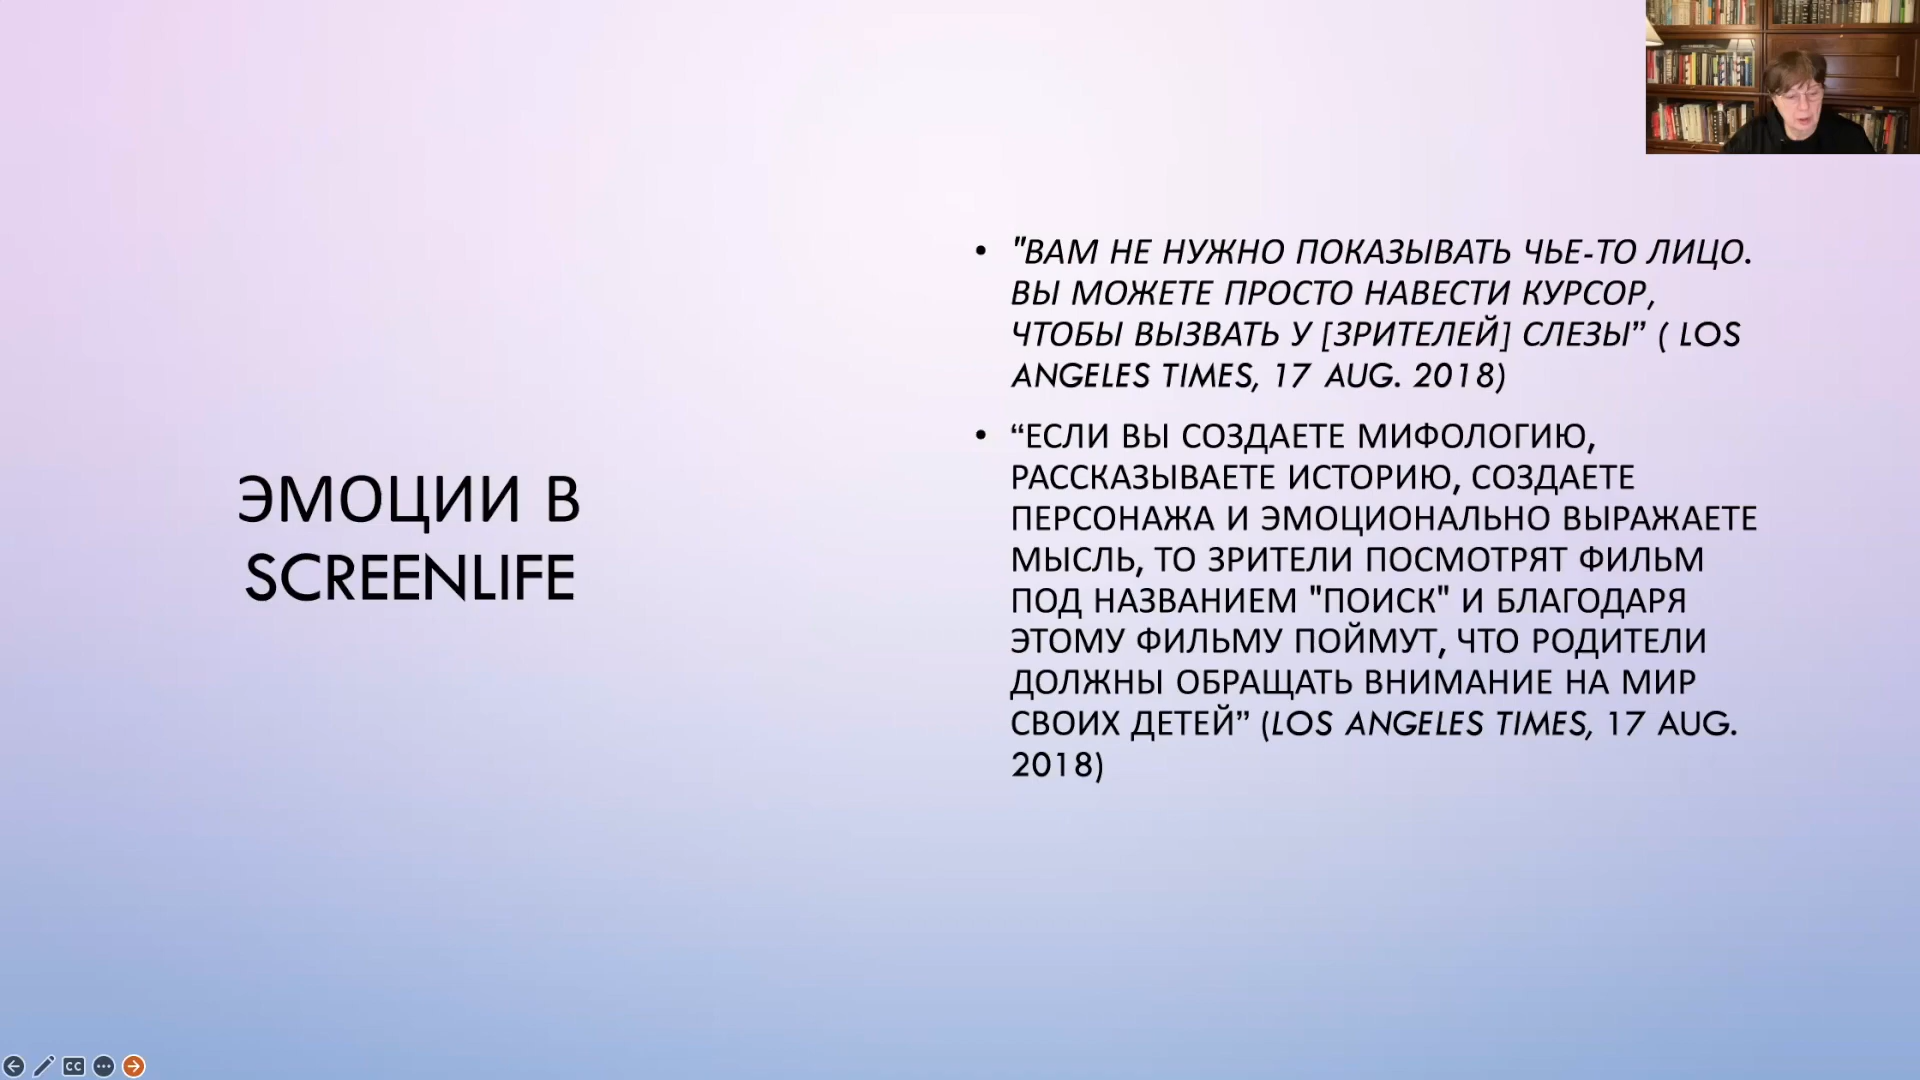 ЭМОЦИИ В
SCREENLIFE
• "ВАМ НЕ НУЖНО ПОКАЗЫВАТЬ ЧЬЕ-ТО ЛИЦО.
ВЫ МОЖЕТЕ ПРОСТО НАВЕСТИ КУРСОР,
ЧТОБЫ ВЫЗВАТЬ У [ЗРИТЕЛЕЙ] СЛЕЗЫ” ( LOS
ANGELES TIMES, 17 AUG. 2018)
• “ЕСЛИ ВЫ СОЗДАЕТЕ МИФОЛОГИЮ,
РАССКАЗЫВАЕТЕ ИСТОРИЮ, СОЗДАЕТЕ
ПЕРСОНАЖА И ЭМОЦИОНАЛЬНО ВЫРАЖАЕТЕ
МЫСЛЬ, ТО ЗРИТЕЛИ ПОСМОТРЯТ ФИЛЬМ
ПОД НАЗВАНИЕМ "ПОИСК" И БЛАГОДАРЯ
ЭТОМУ ФИЛЬМУ ПОЙМУТ, ЧТО РОДИТЕЛИ
ДОЛЖНЫ ОБРАЩАТЬ ВНИМАНИЕ НА МИР
СВОИХ ДЕТЕЙ” (LOS ANGELES TIMES, 17 AUG.
2018)
CC